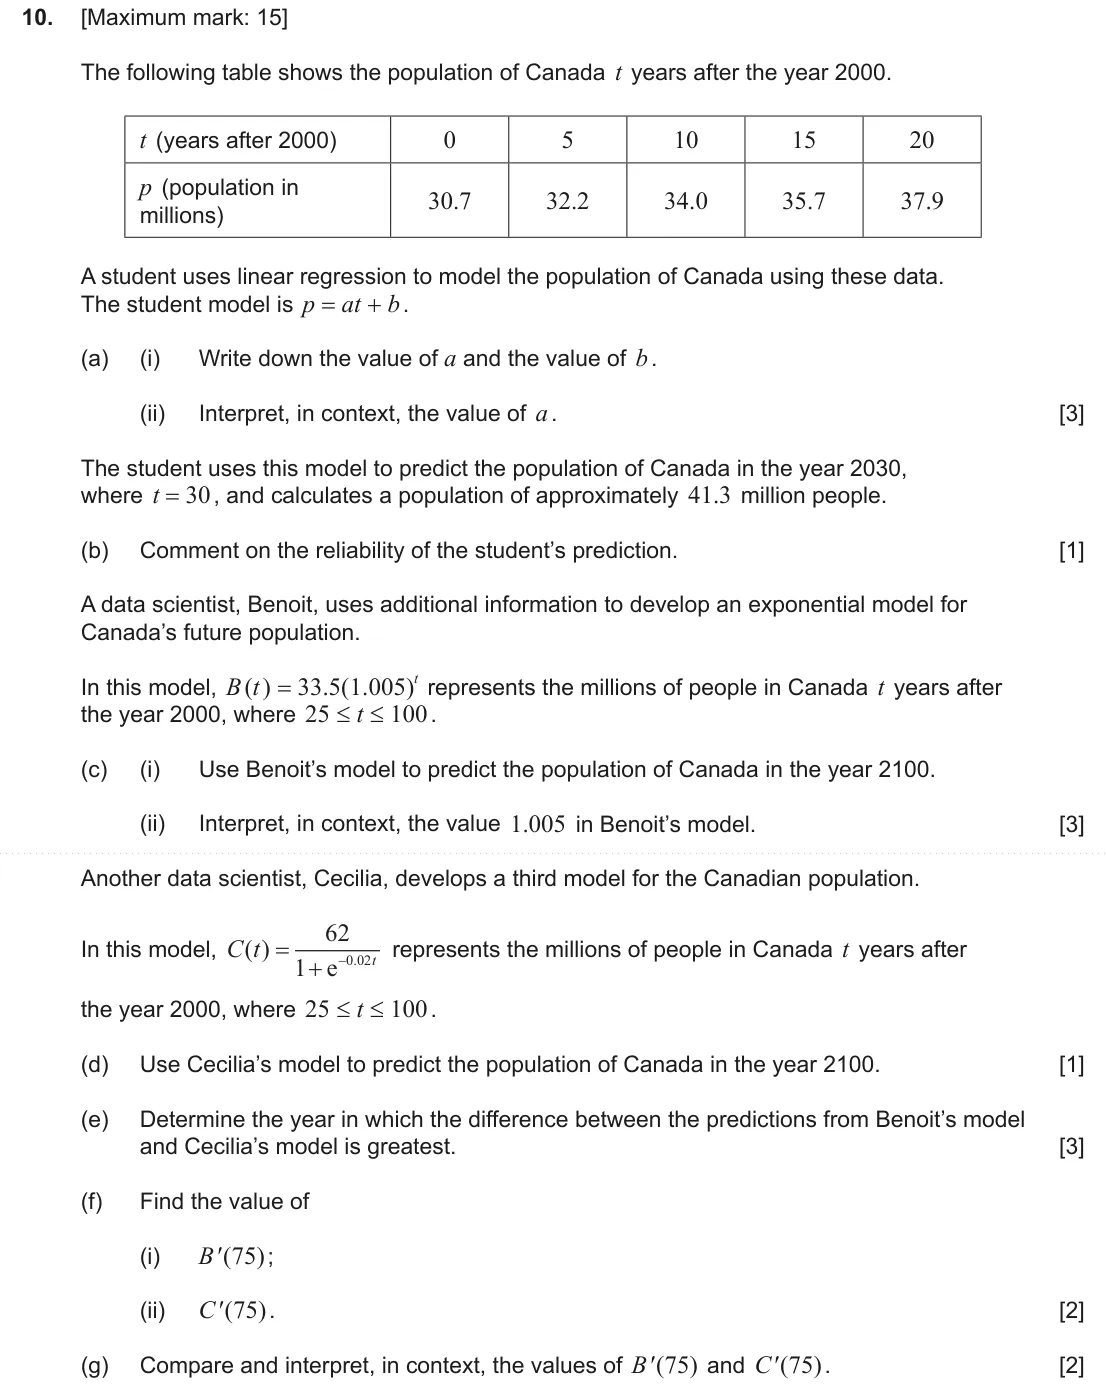 10. [Maximum mark: 15]
The following table shows the population of Canada t years after the year 2000.
t (years after 2000) 0 5 10 15 20
p (population in millions) 30.7 32.2 34.0 35.7 37.9
A student uses linear regression to model the population of Canada using these data.
The student model is p = at + b.
(a) (i) Write down the value of a and the value of b.
(ii) Interpret, in context, the value of a. [3]
The student uses this model to predict the population of Canada in the year 2030,
where t = 30, and calculates a population of approximately 41.3 million people.
(b) Comment on the reliability of the student’s prediction. [1]
A data scientist, Benoit, uses additional information to develop an exponential model for
Canada’s future population.
In this model, B(t) = 33.5(1.005)^t represents the millions of people in Canada t years after
the year 2000, where 25 ≤ t ≤ 100.
(c) (i) Use Benoit’s model to predict the population of Canada in the year 2100.
(ii) Interpret, in context, the value 1.005 in Benoit’s model. [3]
Another data scientist, Cecilia, develops a third model for the Canadian population.
In this model, C(t) = 62 / (1 + e^(−0.02t)) represents the millions of people in Canada t years after
the year 2000, where 25 ≤ t ≤ 100.
(d) Use Cecilia’s model to predict the population of Canada in the year 2100. [1]
(e) Determine the year in which the difference between the predictions from Benoit’s model
and Cecilia’s model is greatest. [3]
(f) Find the value of
(i) B′(75);
(ii) C′(75). [2]
(g) Compare and interpret, in context, the values of B′(75) and C′(75). [2]